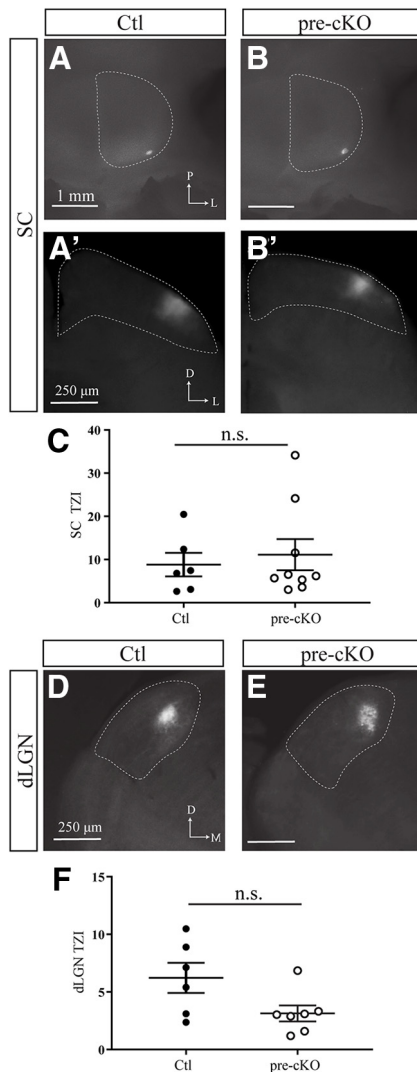 Ctl pre-cKO
SC
A B
P
L
1 mm
A' B'
D
L
250 µm
C
n.s.
SC TZI
40
30
20
10
0
Ctl pre-cKO
Ctl pre-cKO
dLGN
D E
D
M
250 µm
F
n.s.
dLGN TZI
15
10
5
0
Ctl pre-cKO